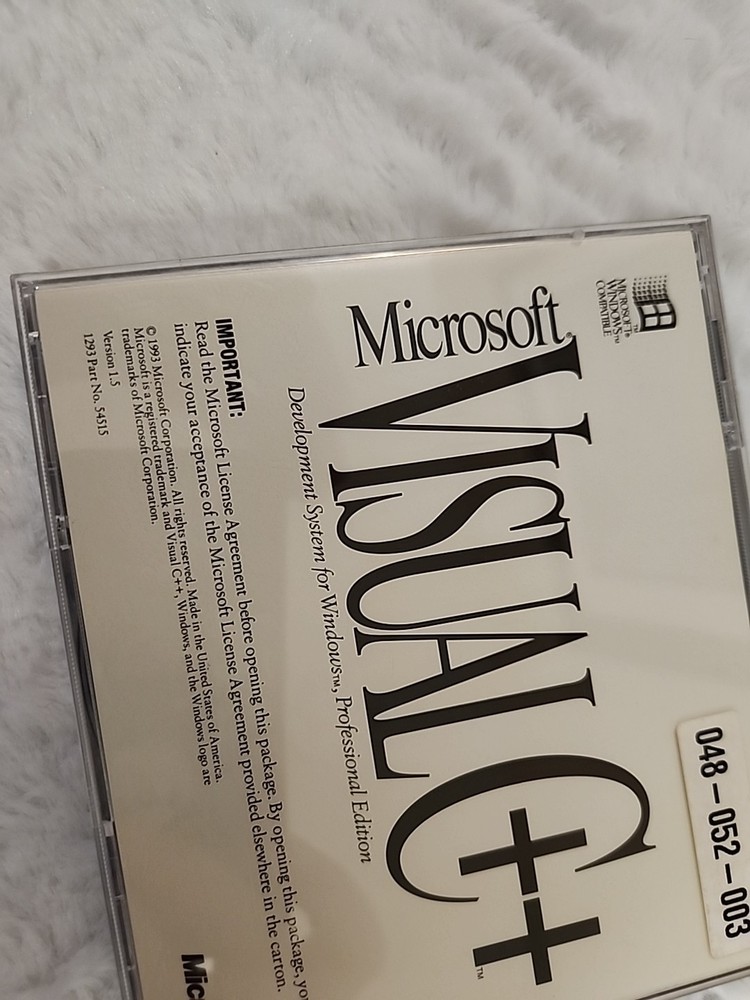 MICROSOFT®
WINDOWS™
COMPATIBLE
048-052-003
Microsoft®
VISUAL C++™
Development System for Windows™, Professional Edition
IMPORTANT:
Read the Microsoft License Agreement before opening this package. By opening this package, yo
indicate your acceptance of the Microsoft License Agreement provided elsewhere in the carton.
© 1993 Microsoft Corporation. All rights reserved. Made in the United States of America.
Microsoft is a registered trademark and Visual C++, Windows, and the Windows logo are
trademarks of Microsoft Corporation.
Version 1.5
1293 Part No. 54515
Mic